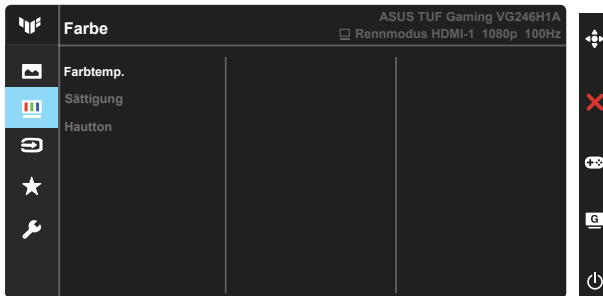 Farbe
ASUS TUF Gaming VG246H1A
Rennmodus HDMI-1 1080p 100Hz
Farbtemp.
Sättigung
Hautton
G